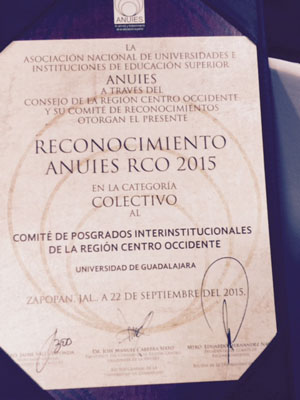 ANUIES
LA
ASOCIACIÓN NACIONAL DE UNIVERSIDADES E
INSTITUCIONES DE EDUCACIÓN SUPERIOR
ANUIES
A TRAVÉS DEL
CONSEJO DE LA REGIÓN CENTRO OCCIDENTE
Y SU COMITÉ DE RECONOCIMIENTOS
OTORGAN EL PRESENTE
RECONOCIMIENTO
ANUIES RCO 2015
EN LA CATEGORÍA
COLECTIVO
AL
COMITÉ DE POSGRADOS INTERINSTITUCIONALES
DE LA REGIÓN CENTRO OCCIDENTE
UNIVERSIDAD DE GUADALAJARA
ZAPOPAN, JAL., A 22 DE SEPTIEMBRE DEL 2015.